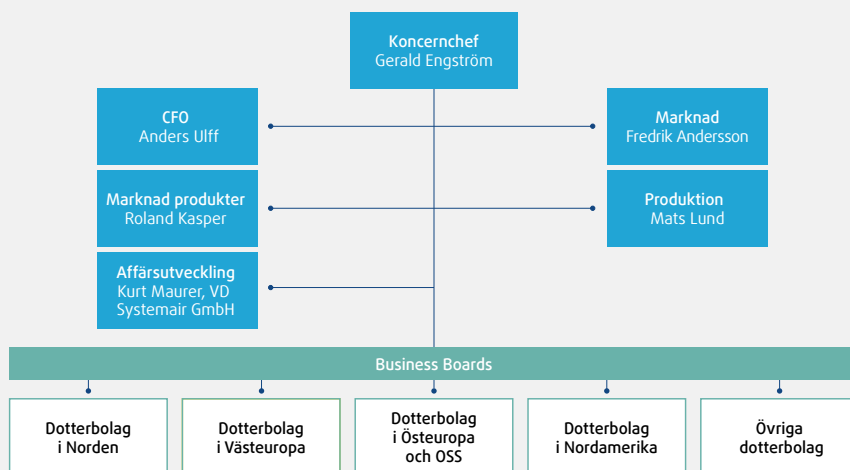 Koncernchef
Gerald Engström
CFO
Anders Ulff
Marknad
Fredrik Andersson
Marknad produkter
Roland Kasper
Produktion
Mats Lund
Affärsutveckling
Kurt Maurer, VD
Systemair GmbH
Business Boards
Dotterbolag
i Norden
Dotterbolag
i Västeuropa
Dotterbolag
i Östeuropa
och OSS
Dotterbolag
i Nordamerika
Övriga
dotterbolag